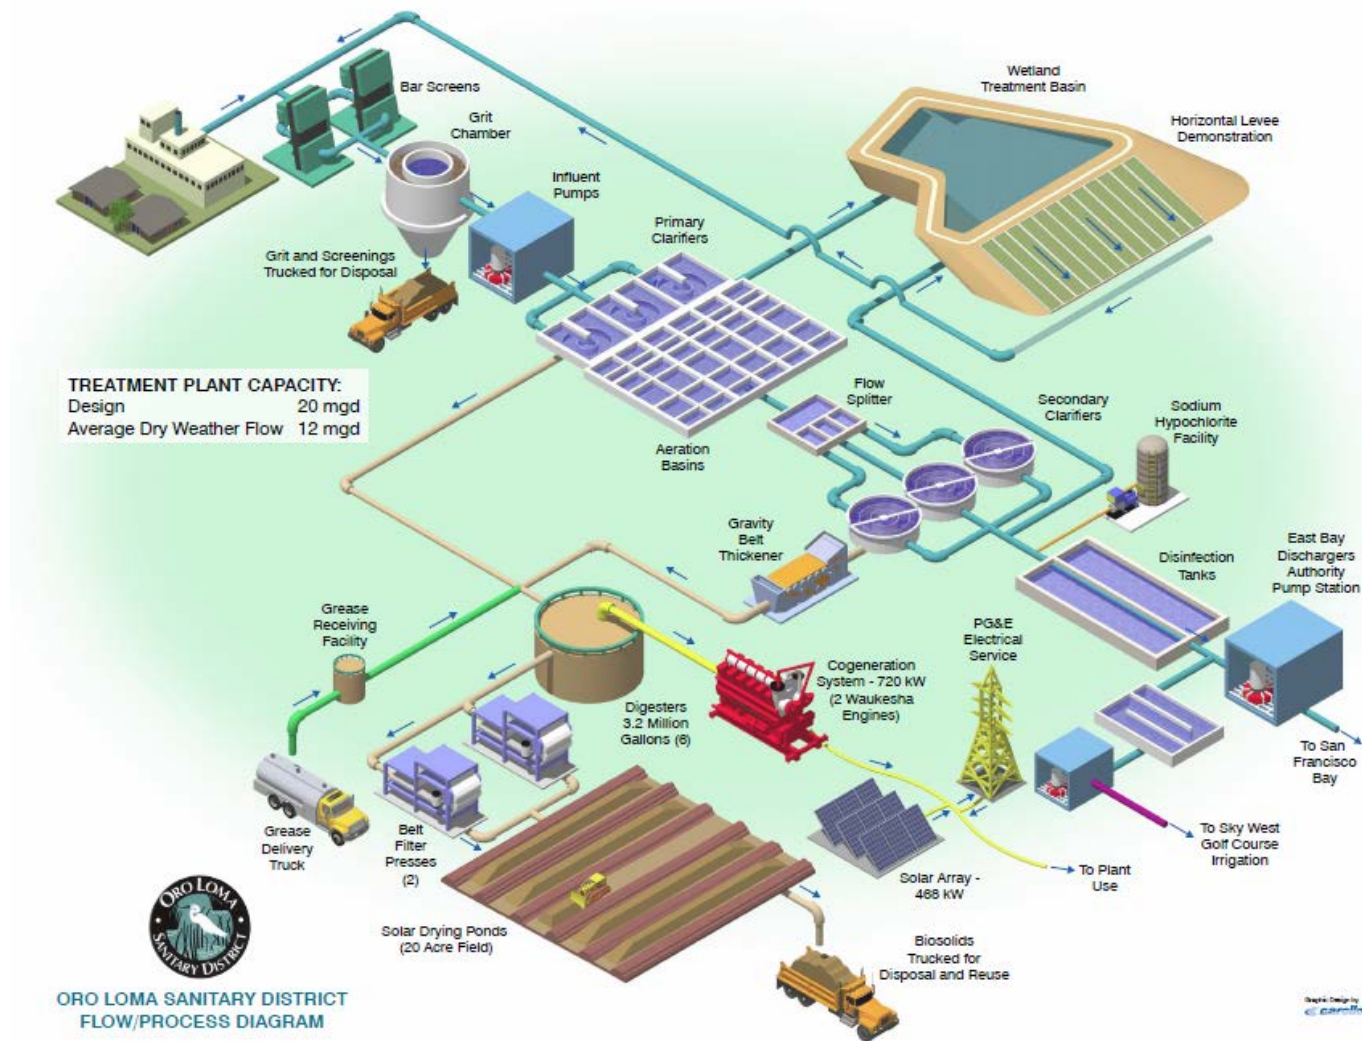 Bar Screens
Grit
Chamber
Influent
Pumps
Primary
Clarifiers
Wetland
Treatment Basin
Horizontal Levee
Demonstration
Grit and Screenings
Trucked for Disposal
TREATMENT PLANT CAPACITY:
Design 20 mgd
Average Dry Weather Flow 12 mgd
Aeration
Basins
Flow
Splitter
Secondary
Clarifiers
Sodium
Hypochlorite
Facility
Gravity
Belt
Thickener
Disinfection
Tanks
East Bay
Dischargers
Authority
Pump Station
Grease
Receiving
Facility
Digesters
3.2 Million
Gallons (6)
Cogeneration
System - 720 kW
(2 Waukesha
Engines)
PG&E
Electrical
Service
To San
Francisco
Bay
Grease
Delivery
Truck
Belt
Filter
Presses
(2)
Solar Array -
468 kW
To Plant
Use
To Sky West
Golf Course
Irrigation
Solar Drying Ponds
(20 Acre Field)
Biosolids
Trucked for
Disposal and Reuse
ORO LOMA
SANITARY DISTRICT
ORO LOMA SANITARY DISTRICT
FLOW/PROCESS DIAGRAM
Graphic Design by